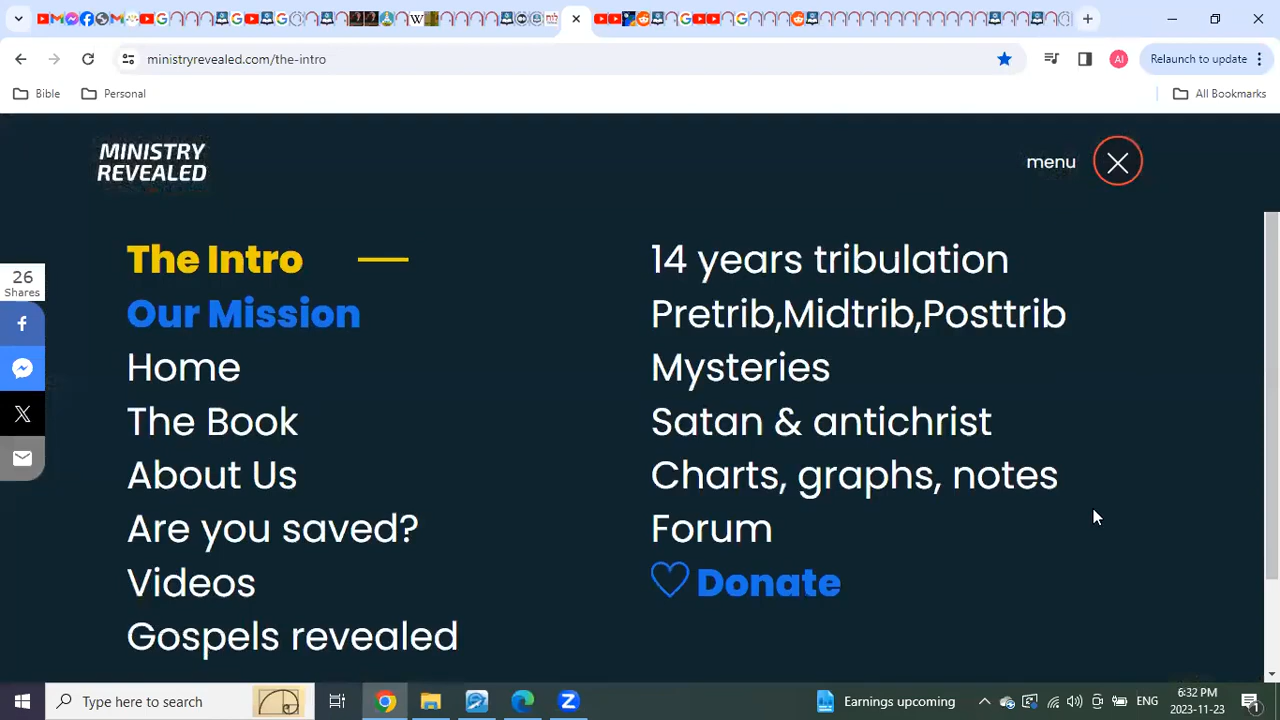 ministryrevealed.com/the-intro
AI
Relaunch to update
Bible
Personal
All Bookmarks
MINISTRY
REVEALED
menu
The Intro
Our Mission
Home
The Book
About Us
Are you saved?
Videos
Gospels revealed
14 years tribulation
Pretrib,Midtrib,Posttrib
Mysteries
Satan & antichrist
Charts, graphs, notes
Forum
Donate
26
Shares
Type here to search
Earnings upcoming
ENG
6:32 PM
2023-11-23